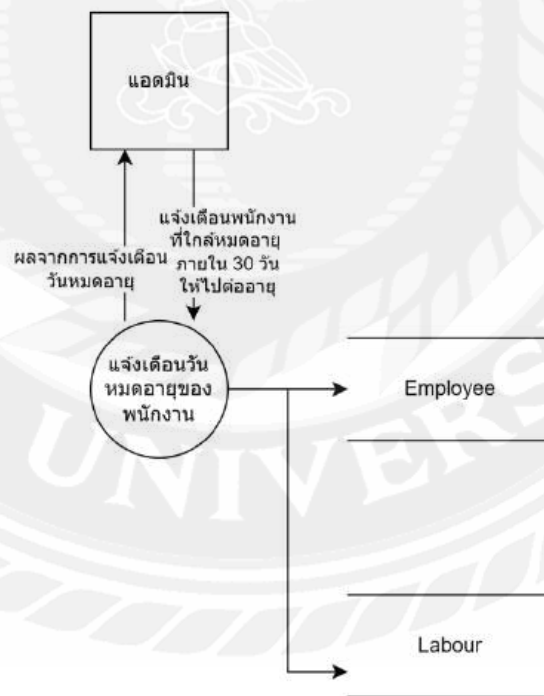 แอดมิน
แจ้งเตือนพนักงาน
ที่ใกล้หมดอายุ
ภายใน 30 วัน
ให้ไปต่ออายุ
ผลจากการแจ้งเตือน
วันหมดอายุ
แจ้งเตือนวัน
หมดอายุของ
พนักงาน
Employee
Labour
UNIVERS